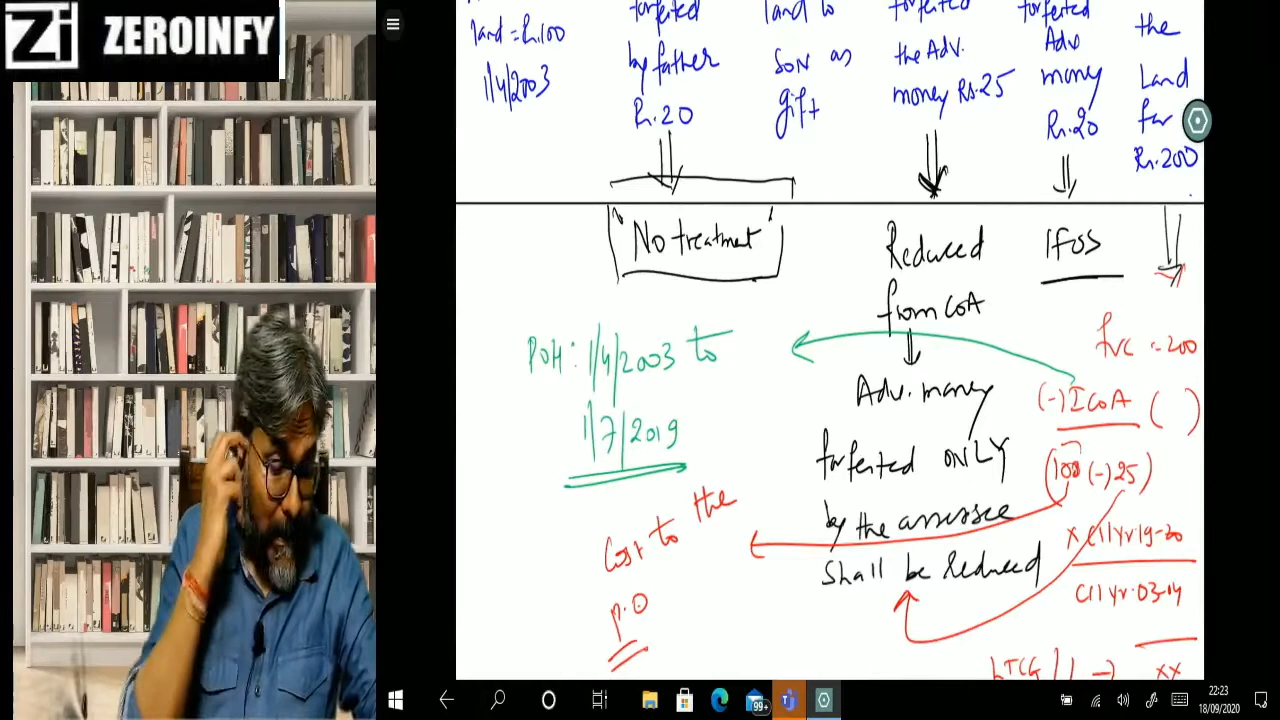 Zi ZEROINFY
land = Rs.100
1/4/2003
forfeited
by father
Rs.20
land to
SON as
gift
forfeited
the Adv.
money Rs.25
forfeited
Adv
money
Rs.20
the
Land
for
Rs.200
No treatment
Reduced
from COA
Adv. money
forfeited ONLY
by the assessee
shall be Reduced
IFOS
POH: 1/4/2003 to
1/7/2019
Cost to the
P.O
fvc = 200
(-) ICOA ( )
(100 (-) 25)
x CII yr 19-20
CII yr. 03-04
xx
99+
22:23
18/09/2020